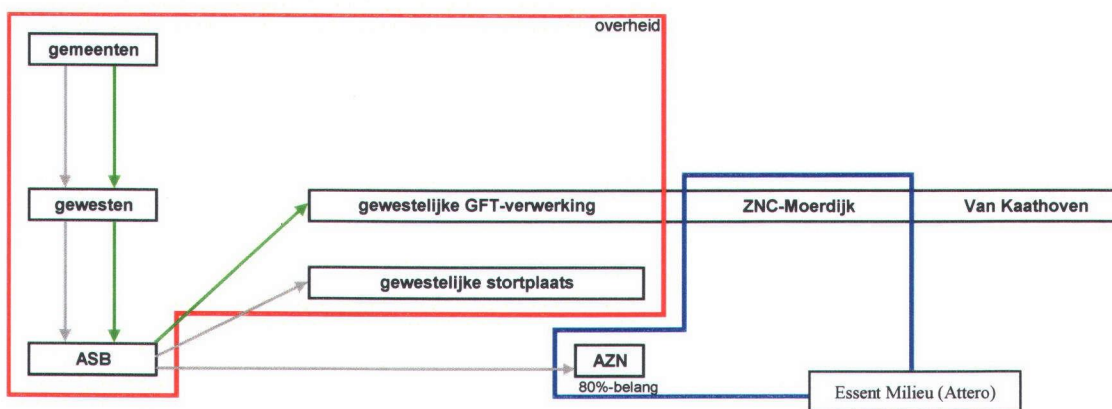 overheid
gemeenten
gewesten
gewestelijke GFT-verwerking
ZNC-Moerdijk
Van Kaathoven
gewestelijke stortplaats
ASB
AZN
80%-belang
Essent Milieu (Attero)